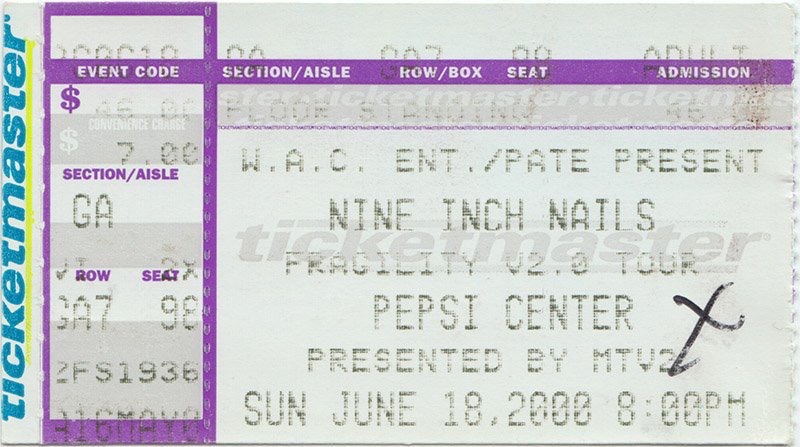 ticketmaster
EVENT CODE
$
$
CONVENIENCE CHARGE
7.00
SECTION/AISLE
GA
ROW SEAT
GA7 98
ZFS1936
A16MAY0
SECTION/AISLE ROW/BOX SEAT ADMISSION
FLOOR STANDING
W.A.C. ENT./PATE PRESENT
NINE INCH NAILS
ticketmaster
FRAGILITY V2.0 TOUR
PEPSI CENTER
PRESENTED BY MTV2
SUN JUNE 18,2000 8:00PM